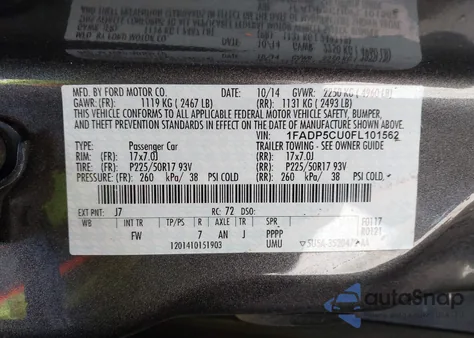 MFD. BY FORD MOTOR CO. 10/14 GVWR: 2250 KG
GAWR: (FR): 1119 KG ( 2467 LB) (RR): 1131 KG ( 2493 LB)
THIS VEHICLE CONFORMS TO ALL APPLICABLE FEDERAL MOTOR
VEHICLE SAFETY STANDARDS AND SAFETY, BUMPER,
AND THEFT PREVENTION STANDARDS IN EFFECT ON THE DATE OF
MANUFACTURE SHOWN ABOVE. VIN: 1FADP5CU0FL101562
TYPE: Passenger Car TRAILER TOWING - SEE OWNER GUIDE
RIM: (FR) 17x7.0J (RR): 17x7.0J
TIRE: P225/50R17 93V P225/50R17 93V
PRESSURE: (FR) 260 kPa/ 38 PSI COLD. (RR) 260 kPa/ 38 PSI COLD.
EXT PNT: J7 RC: 72 DSO: F0117
WB INT TR TP/PS R AXLE TR SPR R0121
FW 7 AN J PPPP
1201410151903 UMU
autoSnap